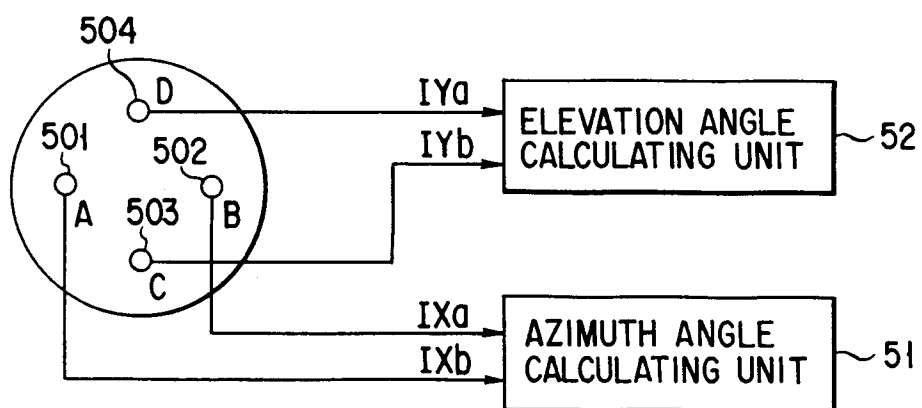 504
D
IYa
ELEVATION ANGLE
CALCULATING UNIT
52
501
502
IYb
A
503
B
C
IXa
AZIMUTH ANGLE
CALCULATING UNIT
51
IXb